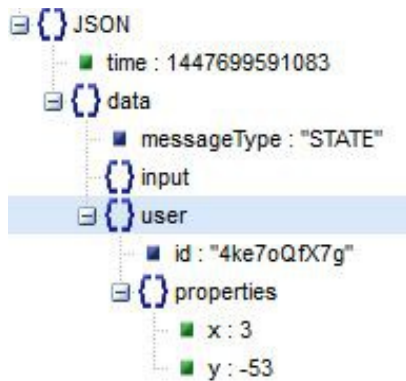 JSON
time : 1447699591083
data
messageType : "STATE"
input
user
id : "4ke7oQfX7g"
properties
x : 3
y : -53